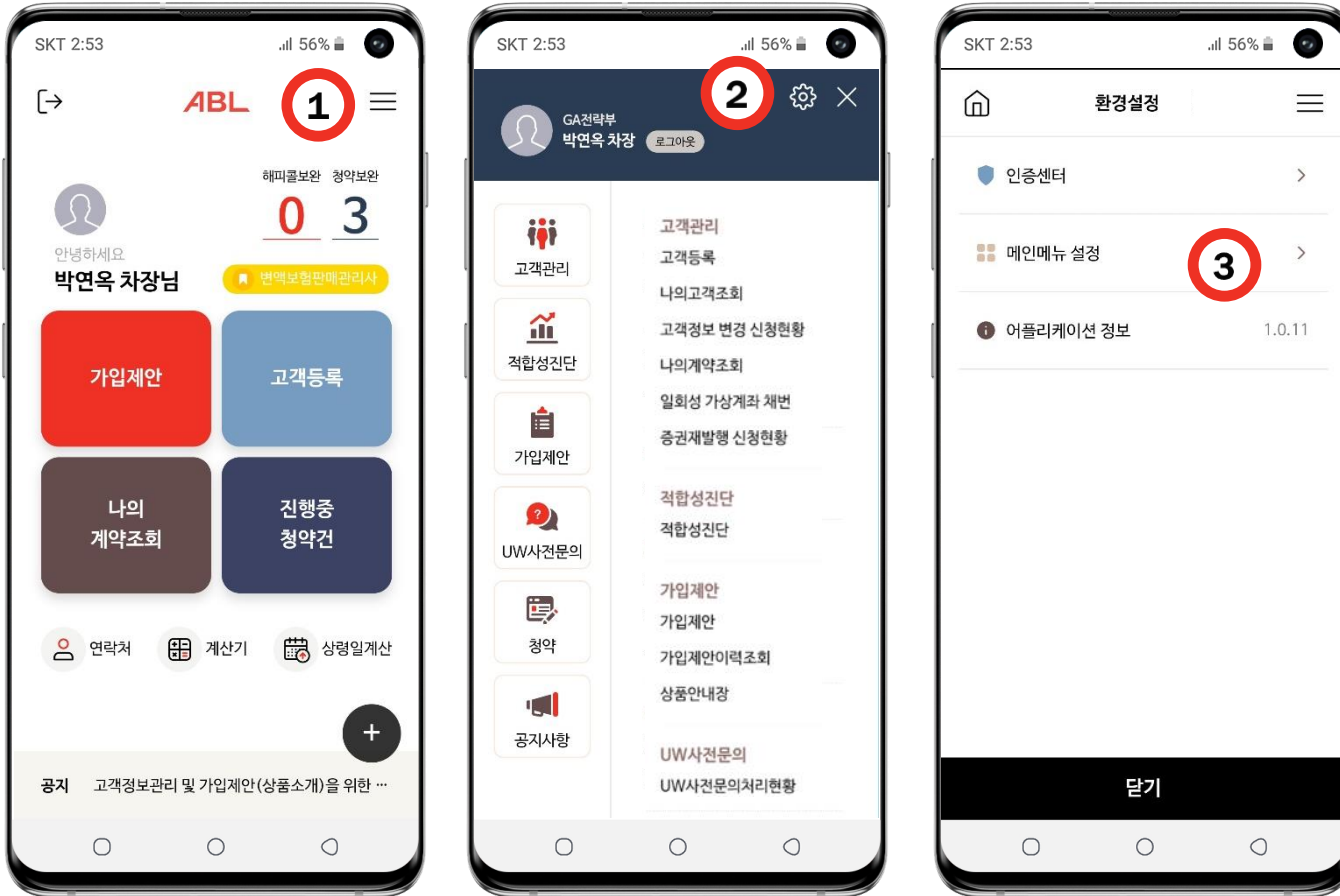 SKT 2:53
56%
ABL
1
해피콜보완 청약보완
0 3
안녕하세요
박연옥 차장님
변액보험판매관리사
가입제안
고객등록
나의
계약조회
진행중
청약건
연락처
계산기
상령일계산
+
공지 고객정보관리 및 가입제안(상품소개)을 위한 ···
SKT 2:53
56%
2
GA전략부
박연옥 차장 로그아웃
고객관리
적합성진단
가입제안
?
UW사전문의
청약
공지사항
고객관리
고객등록
나의고객조회
고객정보 변경 신청현황
나의계약조회
일회성 가상계좌 채번
증권재발행 신청현황
적합성진단
적합성진단
가입제안
가입제안
가입제안이력조회
상품안내장
UW사전문의
UW사전문의처리현황
SKT 2:53
56%
환경설정
인증센터
메인메뉴 설정
3
어플리케이션 정보 1.0.11
닫기